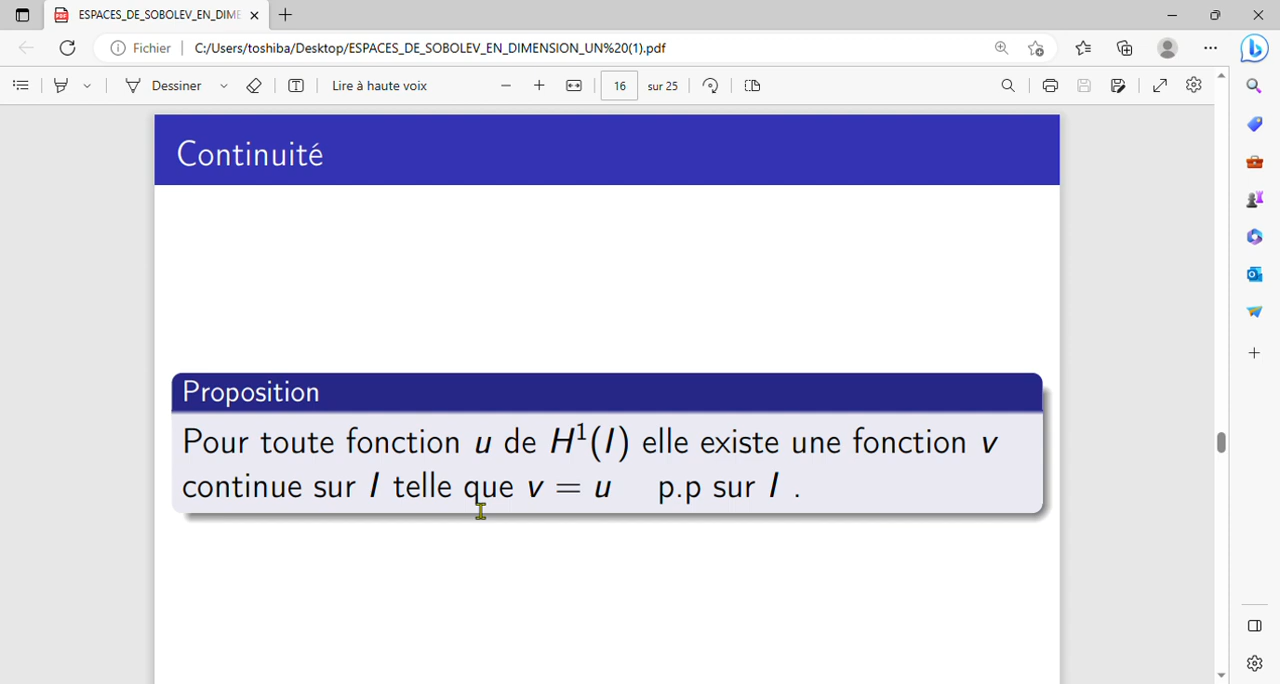 ESPACES_DE_SOBOLEV_EN_DIME
Fichier
C:/Users/toshiba/Desktop/ESPACES_DE_SOBOLEV_EN_DIMENSION_UN%20(1).pdf
Dessiner
Lire à haute voix
16 sur 25
Continuité
Proposition
Pour toute fonction u de H¹(I) elle existe une fonction v
continue sur I telle que v = u p.p sur I .